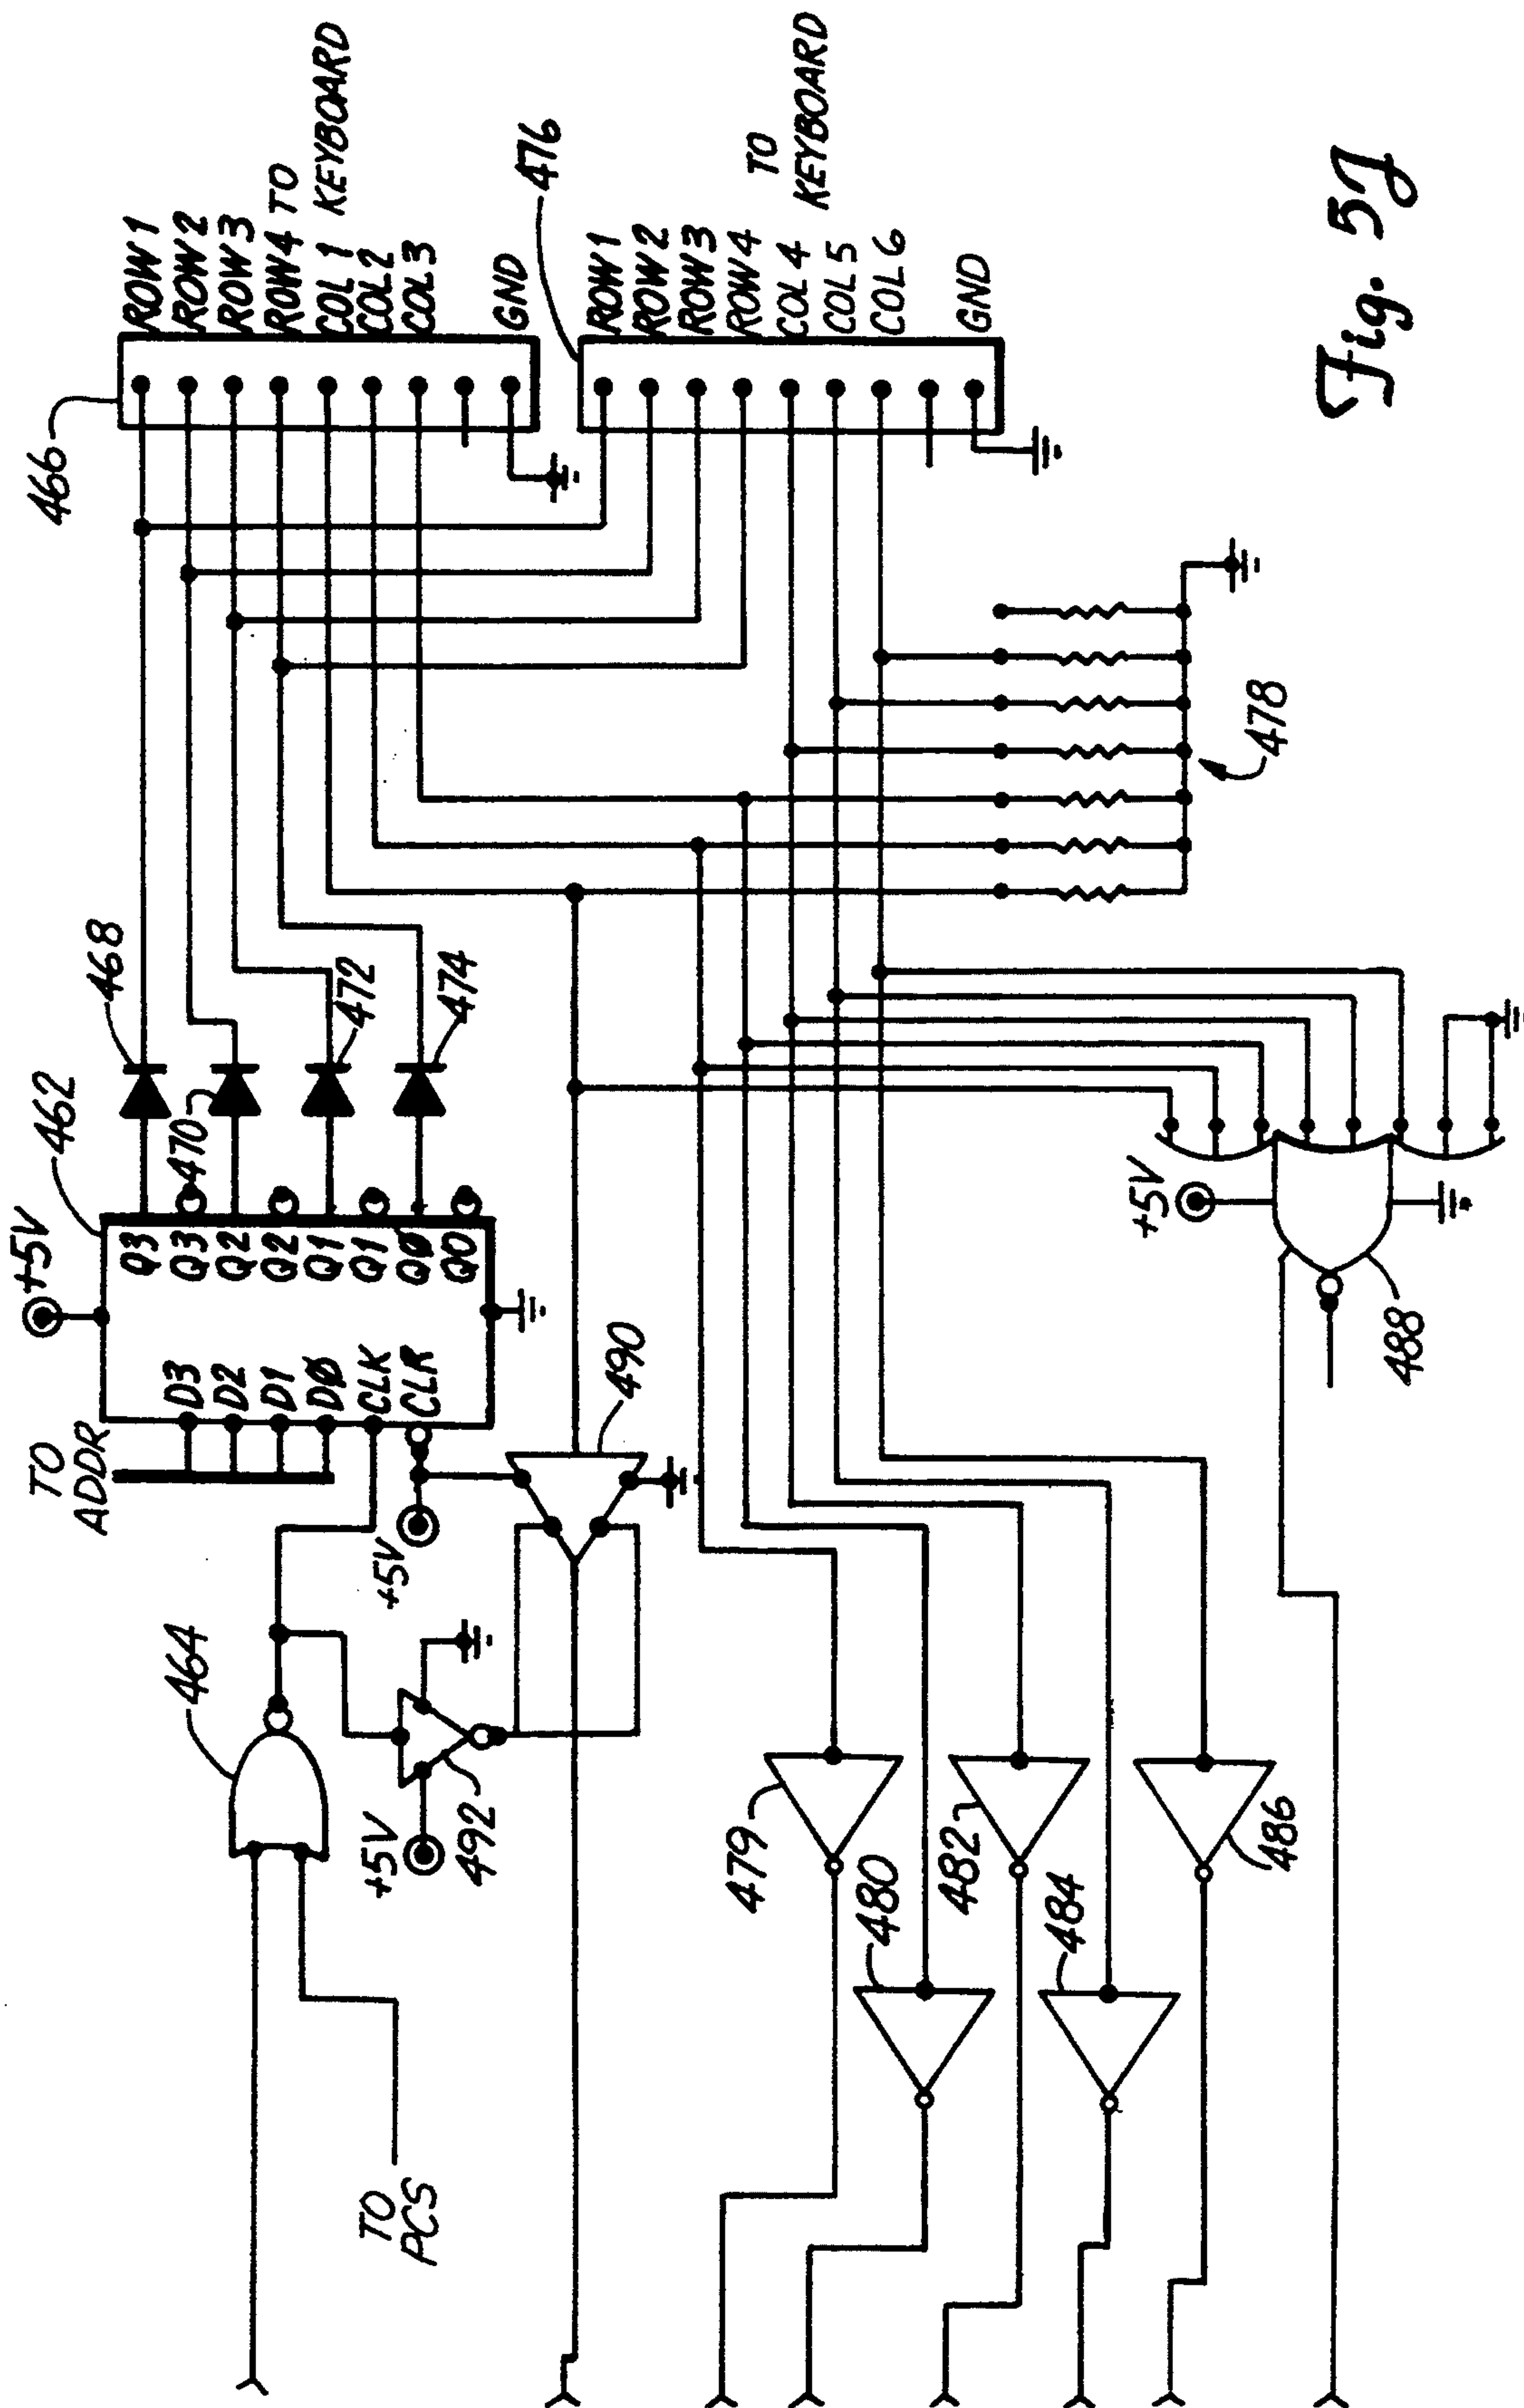 466
ROW 1
ROW 2
ROW 3
ROW 4
COL 1
COL 2
COL 3
GND
TO
KEYBOARD
476
ROW 1
ROW 2
ROW 3
ROW 4
COL 4
COL 5
COL 6
GND
TO
KEYBOARD
468
470
472
474
462
+5V
Q3
Q3
Q2
Q2
Q1
Q1
QØ
QO
D3
D2
D1
DØ
CLK
CLR
TO
ADDR
+5V
490
464
+5V
492
TO
PCS
478
479
480
482
484
486
+5V
488
Fig. 5J